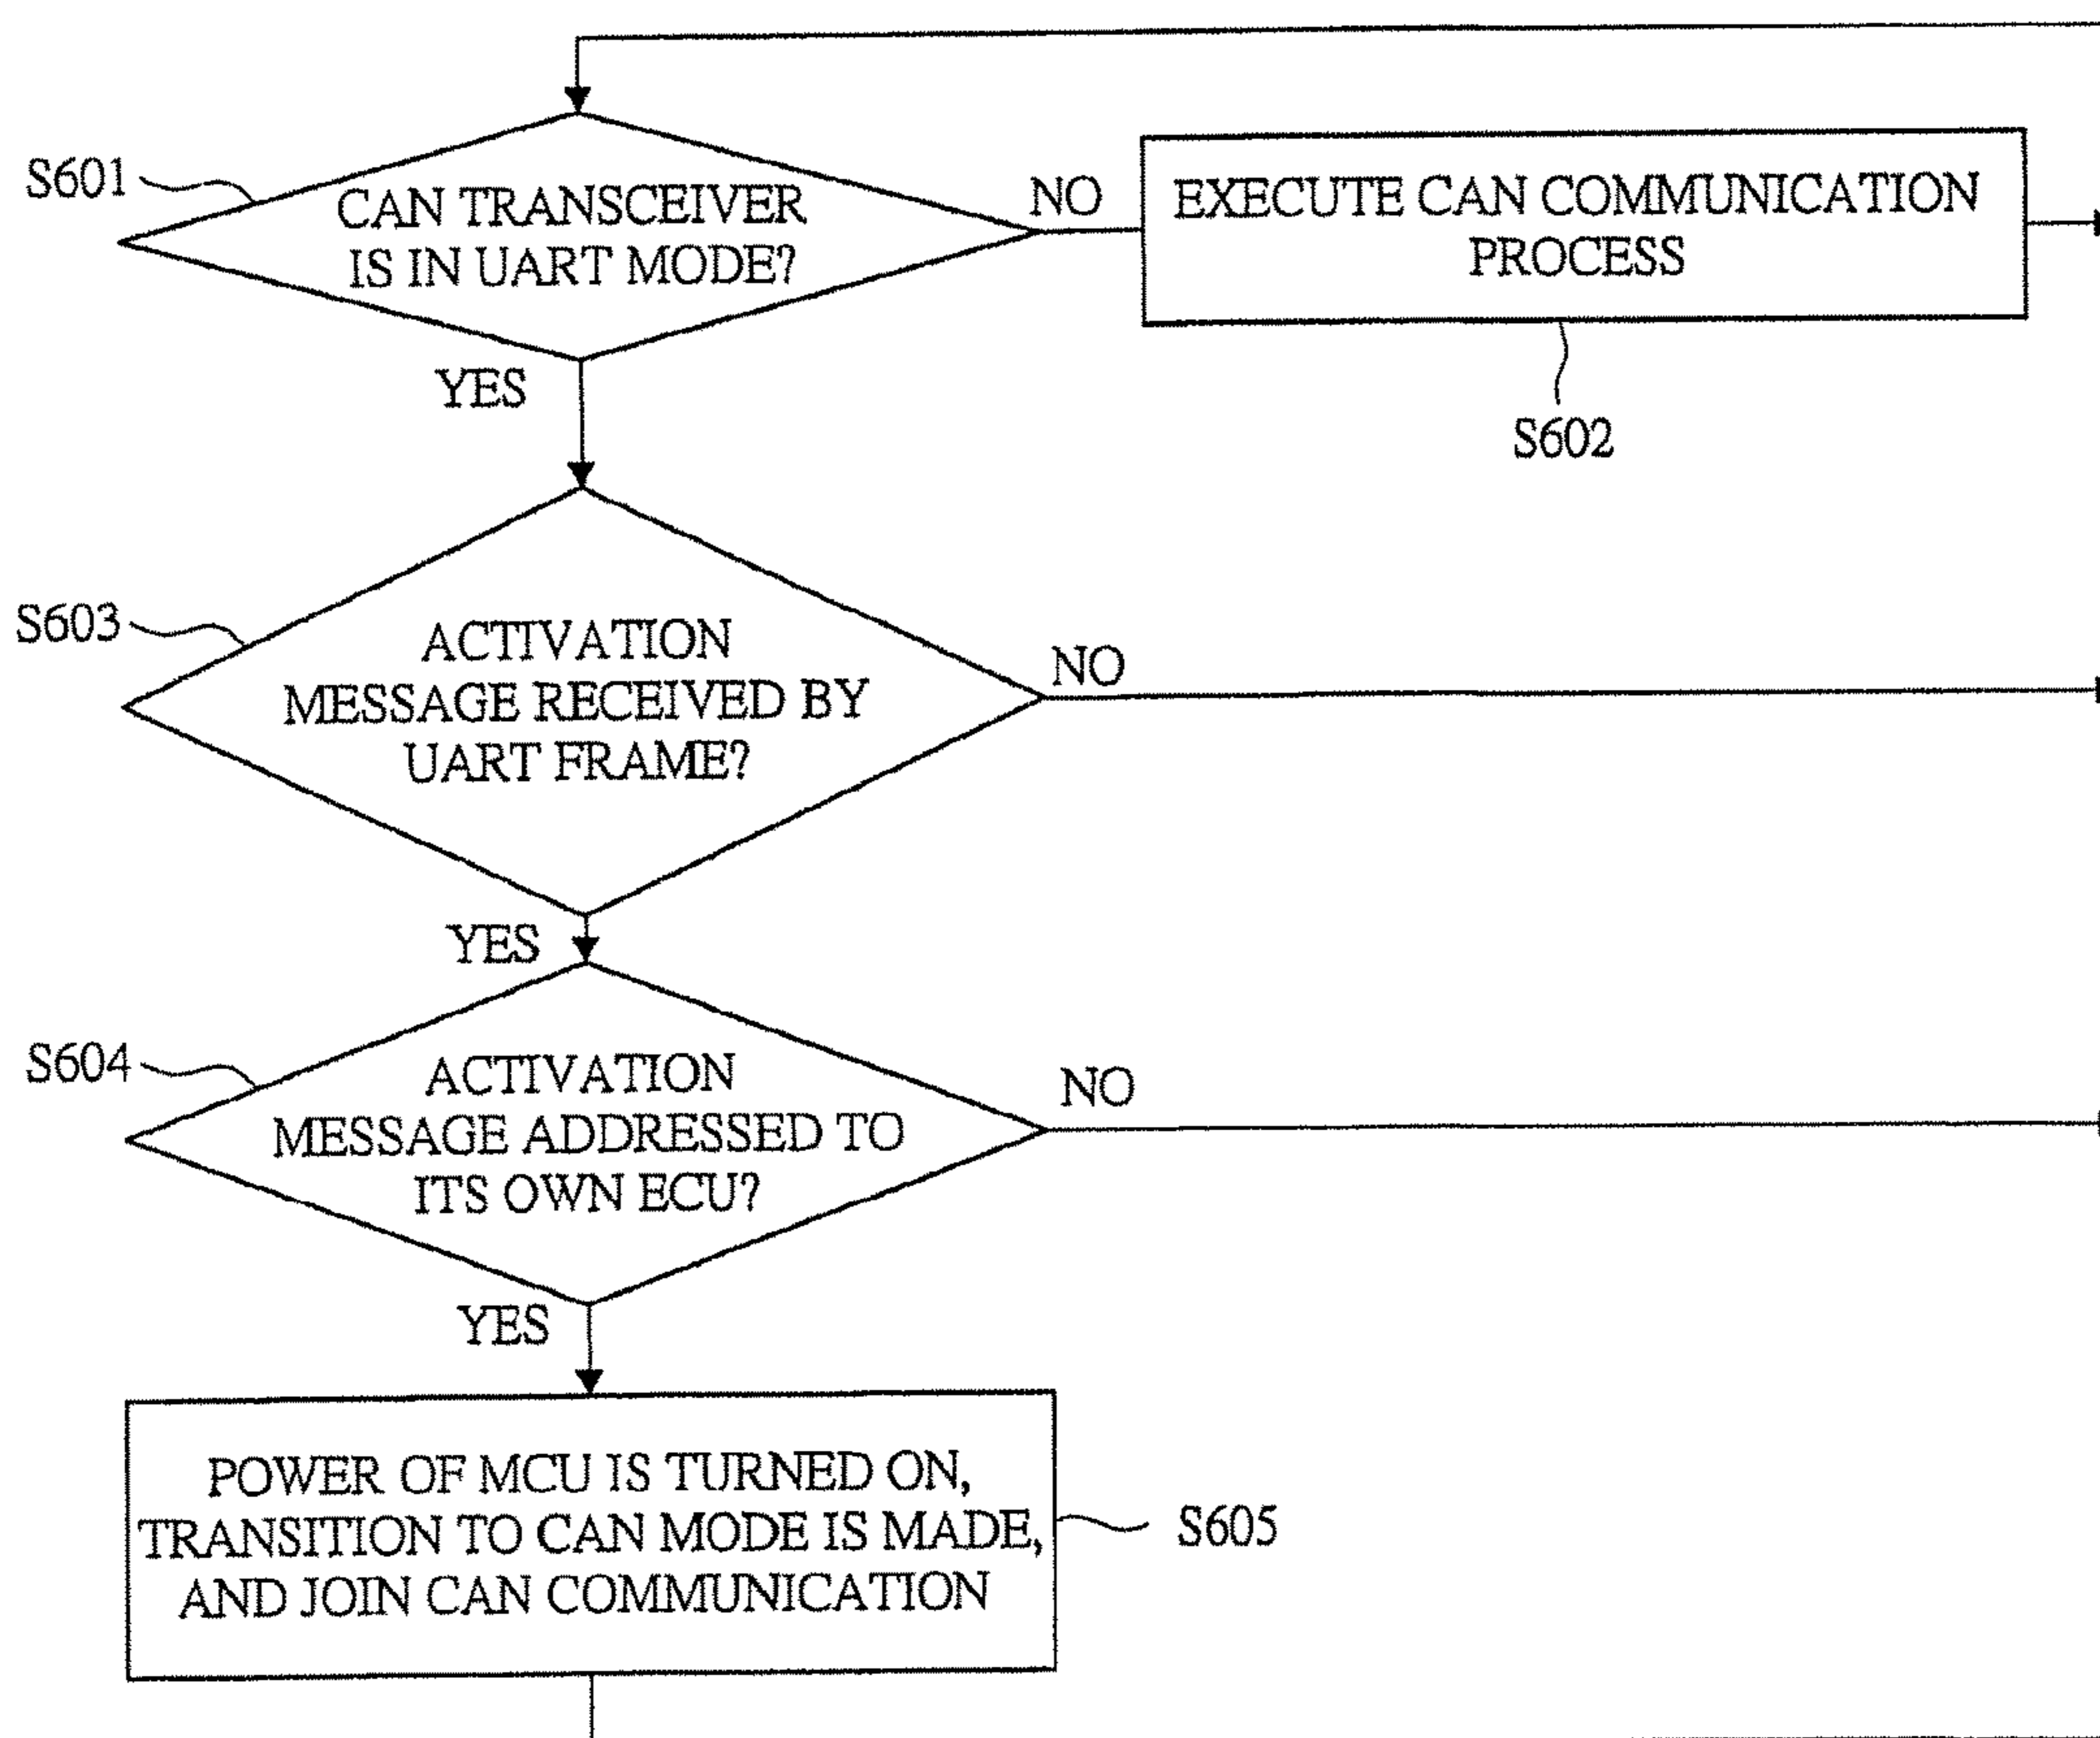 S601
CAN TRANSCEIVER
IS IN UART MODE?
NO
EXECUTE CAN COMMUNICATION
PROCESS
S602
YES
S603
ACTIVATION
MESSAGE RECEIVED BY
UART FRAME?
NO
YES
S604
ACTIVATION
MESSAGE ADDRESSED TO
ITS OWN ECU?
NO
YES
POWER OF MCU IS TURNED ON,
TRANSITION TO CAN MODE IS MADE,
AND JOIN CAN COMMUNICATION
S605